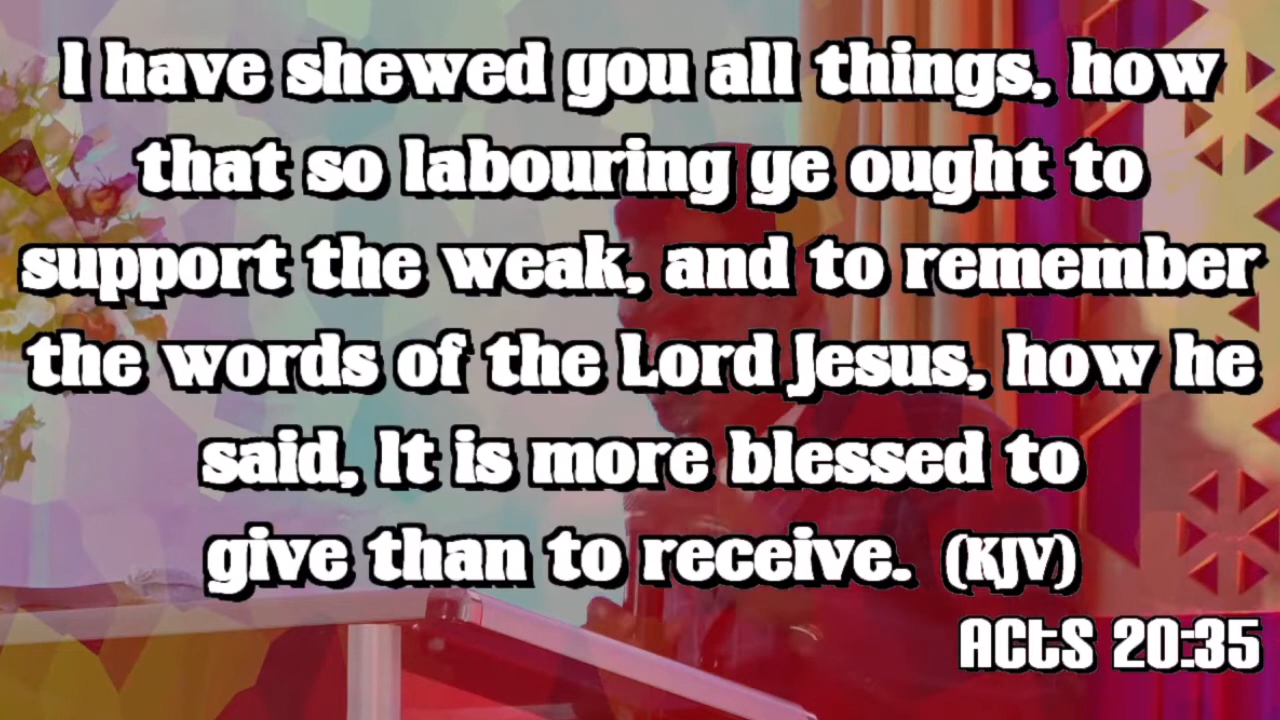 I have shewed you all things, how
that so labouring ye ought to
support the weak, and to remember
the words of the Lord Jesus, how he
said, It is more blessed to
give than to receive. (KJV)
ACTS 20:35